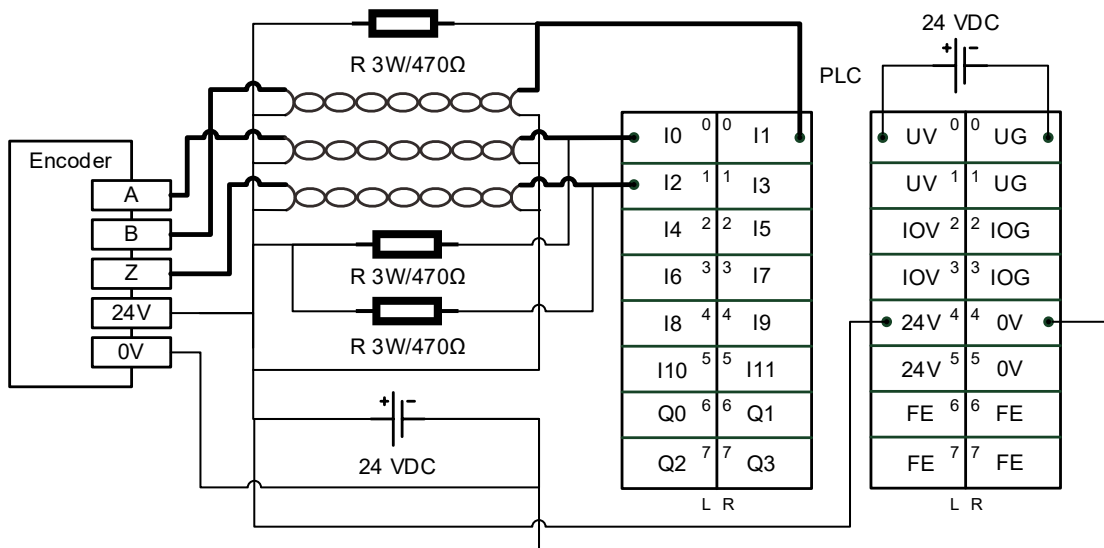 24 VDC
+ -
R 3W/470Ω
PLC
Encoder
A
B
Z
24V
0V
R 3W/470Ω
R 3W/470Ω
+ -
24 VDC
I0 0 0 I1
I2 1 1 I3
I4 2 2 I5
I6 3 3 I7
I8 4 4 I9
I10 5 5 I11
Q0 6 6 Q1
Q2 7 7 Q3
L R
UV 0 0 UG
UV 1 1 UG
IOV 2 2 IOG
IOV 3 3 IOG
24V 4 4 0V
24V 5 5 0V
FE 6 6 FE
FE 7 7 FE
L R